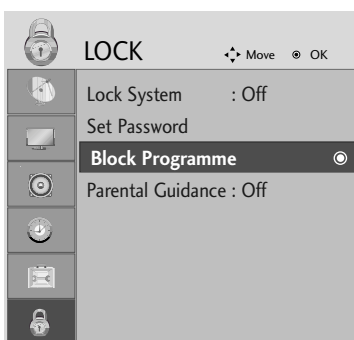 LOCK Move OK
Lock System : Off
Set Password
Block Programme
Parental Guidance : Off